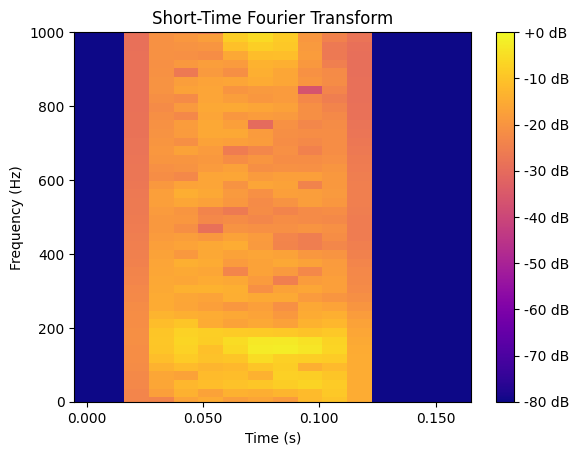 Short-Time Fourier Transform
1000
800
600
400
200
0
Frequency (Hz)
0.000
0.050
0.100
0.150
Time (s)
+0 dB
-10 dB
-20 dB
-30 dB
-40 dB
-50 dB
-60 dB
-70 dB
-80 dB